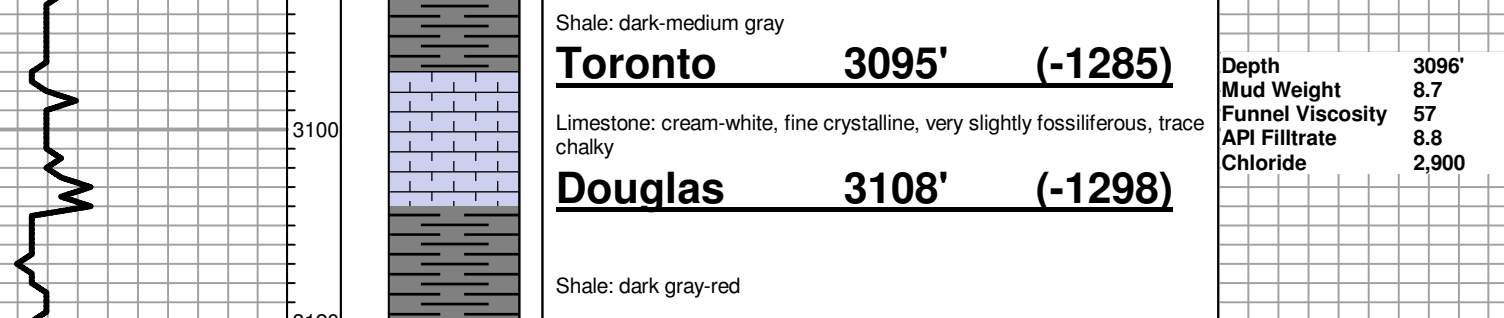 Shale: dark-medium gray
Toronto 3095' (-1285)
3100
Limestone: cream-white, fine crystalline, very slightly fossiliferous, trace
chalky
Douglas 3108' (-1298)
Shale: dark gray-red
Depth 3096'
Mud Weight 8.7
Funnel Viscosity 57
API Filltrate 8.8
Chloride 2,900